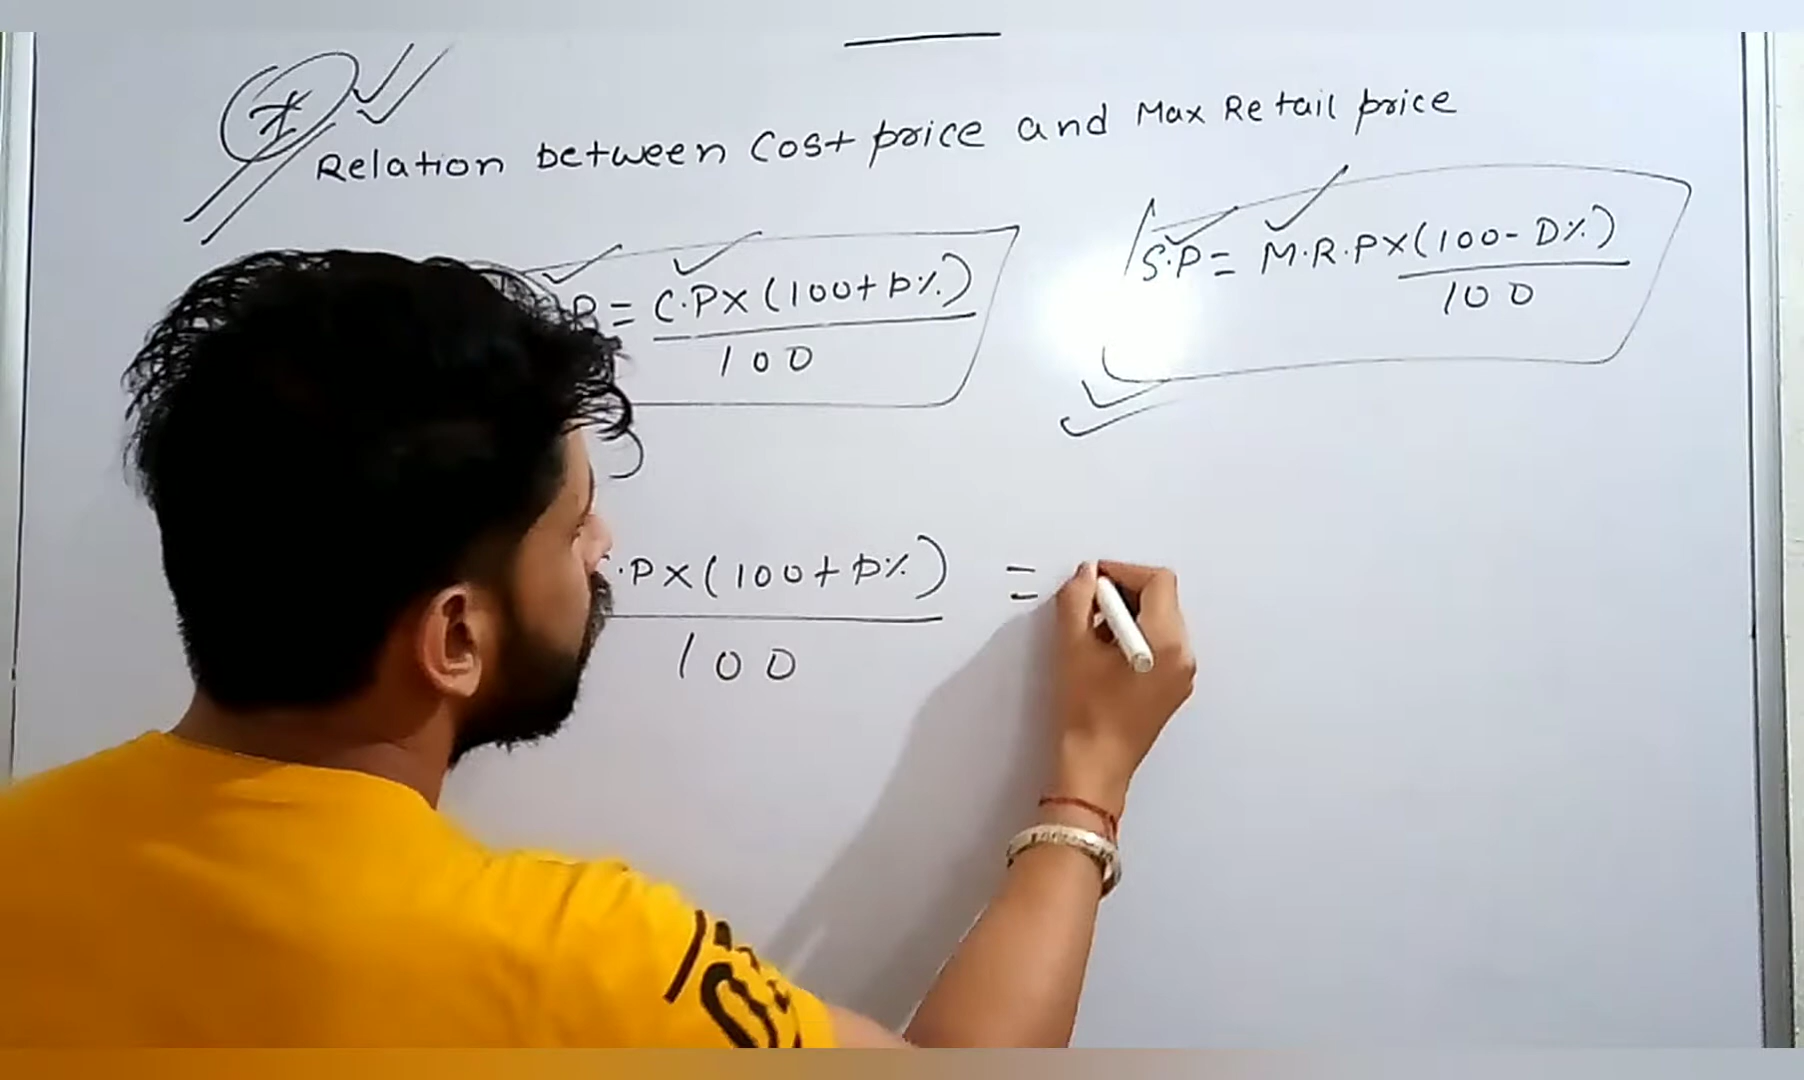 Relation between Cost price and Max Retail price
P = C.P X (100+P%)
100
S.P = M.R.P X (100-D%)
100
.P X (100+P%) =
100